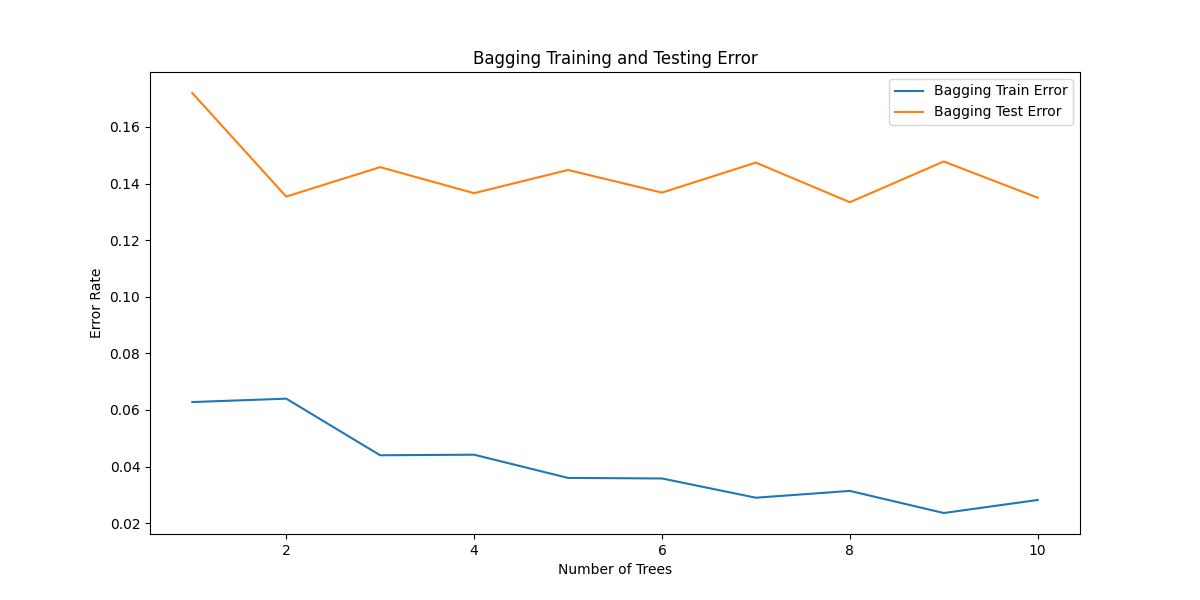 Bagging Training and Testing Error
Bagging Train Error
Bagging Test Error
Error Rate
0.16
0.14
0.12
0.10
0.08
0.06
0.04
0.02
2 4 6 8 10
Number of Trees